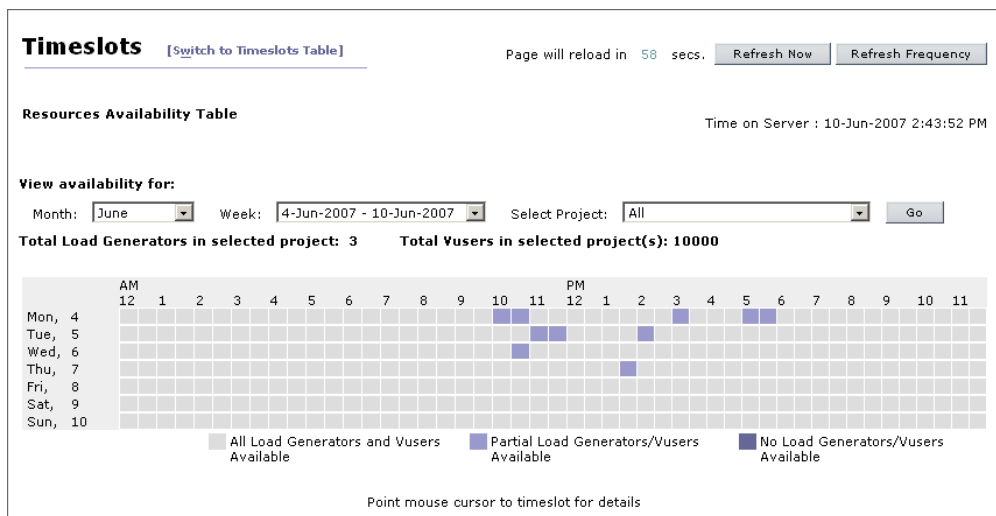 Timeslots [Switch to Timeslots Table] Page will reload in 58 secs. Refresh Now Refresh Frequency
Resources Availability Table
Time on Server : 10-Jun-2007 2:43:52 PM
View availability for:
Month: June Week: 4-Jun-2007 - 10-Jun-2007 Select Project: All Go
Total Load Generators in selected project: 3 Total Vusers in selected project(s): 10000
AM PM
12 1 2 3 4 5 6 7 8 9 10 11 12 1 2 3 4 5 6 7 8 9 10 11
Mon, 4
Tue, 5
Wed, 6
Thu, 7
Fri, 8
Sat, 9
Sun, 10
All Load Generators and Vusers Partial Load Generators/Vusers No Load Generators/Vusers
Available Available Available
Point mouse cursor to timeslot for details